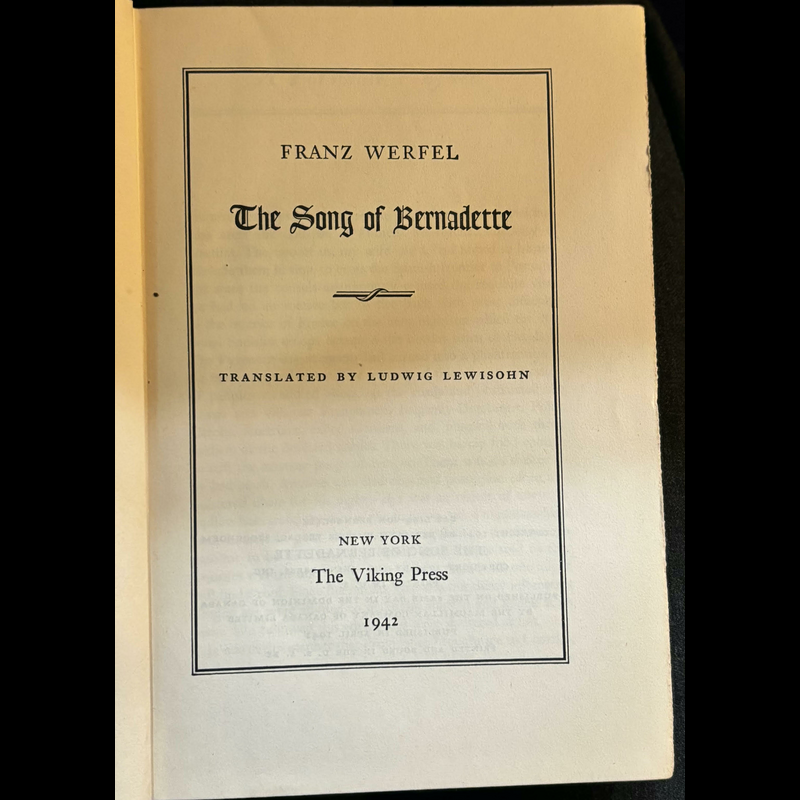 FRANZ WERFEL
The Song of Bernadette
TRANSLATED BY LUDWIG LEWISOHN
NEW YORK
The Viking Press
1942